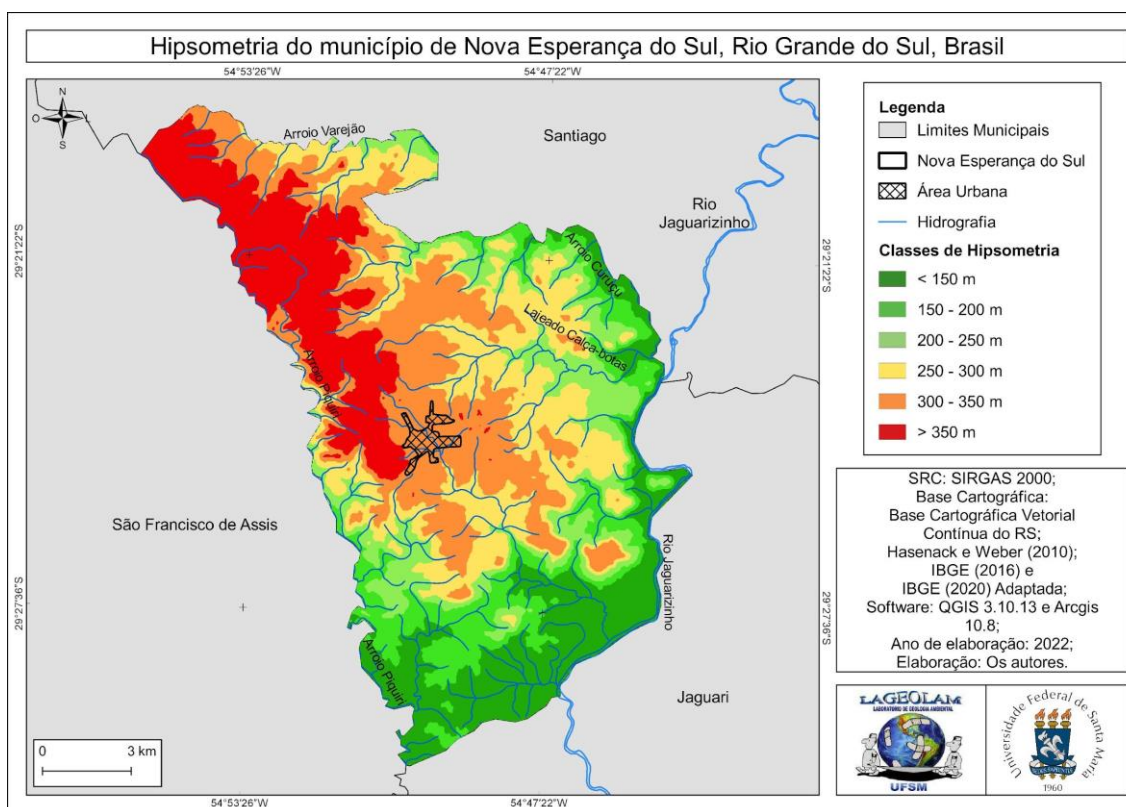 Hipsometria do município de Nova Esperança do Sul, Rio Grande do Sul, Brasil
54°53'26"W
54°47'22"W
N
O
L
S
Arroio Varejão
Santiago
Rio
Jaguarizinho
29°21'22"S
29°21'22"S
Arroio Curuçu
Lajeado Calça-botas
Arroio Piquiri
São Francisco de Assis
Rio Jaguarizinho
29°27'36"S
29°27'36"S
Arroio Piquiri
Jaguari
0
3 km
54°53'26"W
54°47'22"W
Legenda
Limites Municipais
Nova Esperança do Sul
Área Urbana
Hidrografia
Classes de Hipsometria
< 150 m
150 - 200 m
200 - 250 m
250 - 300 m
300 - 350 m
> 350 m
SRC: SIRGAS 2000;
Base Cartográfica:
Base Cartográfica Vetorial
Contínua do RS;
Hasenack e Weber (2010);
IBGE (2016) e
IBGE (2020) Adaptada;
Software: QGIS 3.10.13 e Arcgis
10.8;
Ano de elaboração: 2022;
Elaboração: Os autores.
LAGEOLAM
LABORATÓRIO DE GEOLOGIA AMBIENTAL
UFSM
Universidade Federal de Santa Maria
1960